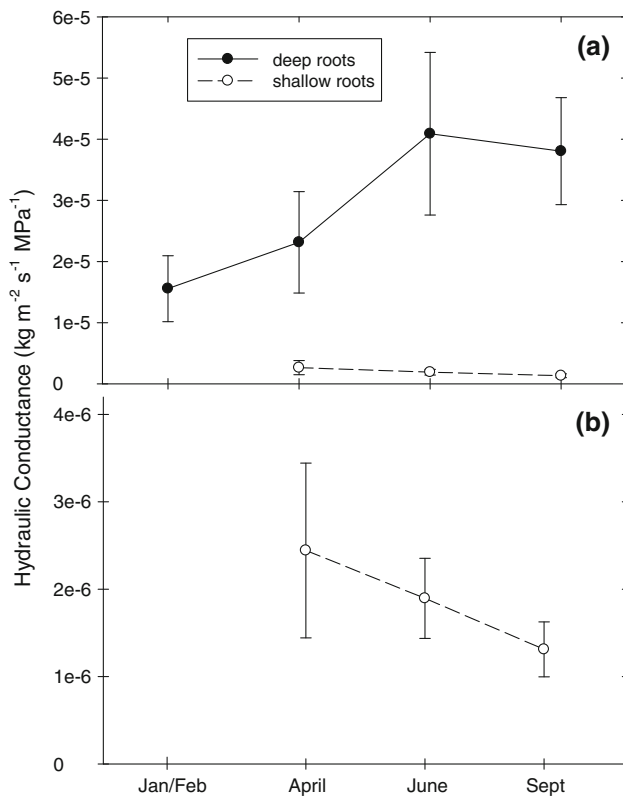 6e-5
(a)
deep roots
shallow roots
5e-5
4e-5
3e-5
2e-5
1e-5
0
Hydraulic Conductance (kg m⁻² s⁻¹ MPa⁻¹)
4e-6
(b)
3e-6
2e-6
1e-6
0
Jan/Feb April June Sept